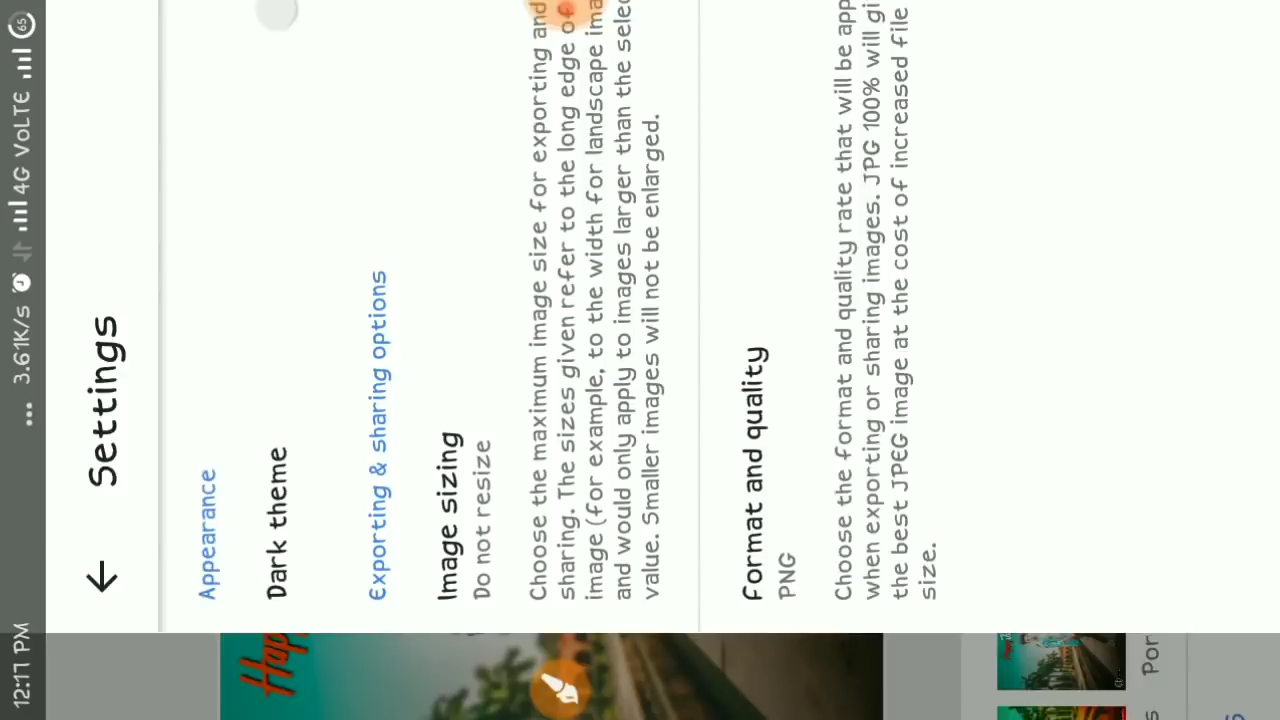 12:17 PM ... 3.61K/s 4G VoLTE 65
Settings
Appearance
Dark theme
Exporting & sharing options
Image sizing
Do not resize
Choose the maximum image size for exporting and
sharing. The sizes given refer to the long edge of
image (for example, to the width for landscape ima
and would only apply to images larger than the selec
value. Smaller images will not be enlarged.
Format and quality
PNG
Choose the format and quality rate that will be app
when exporting or sharing images. JPG 100% will gi
the best JPEG image at the cost of increased file
size.
Hap
Por
s